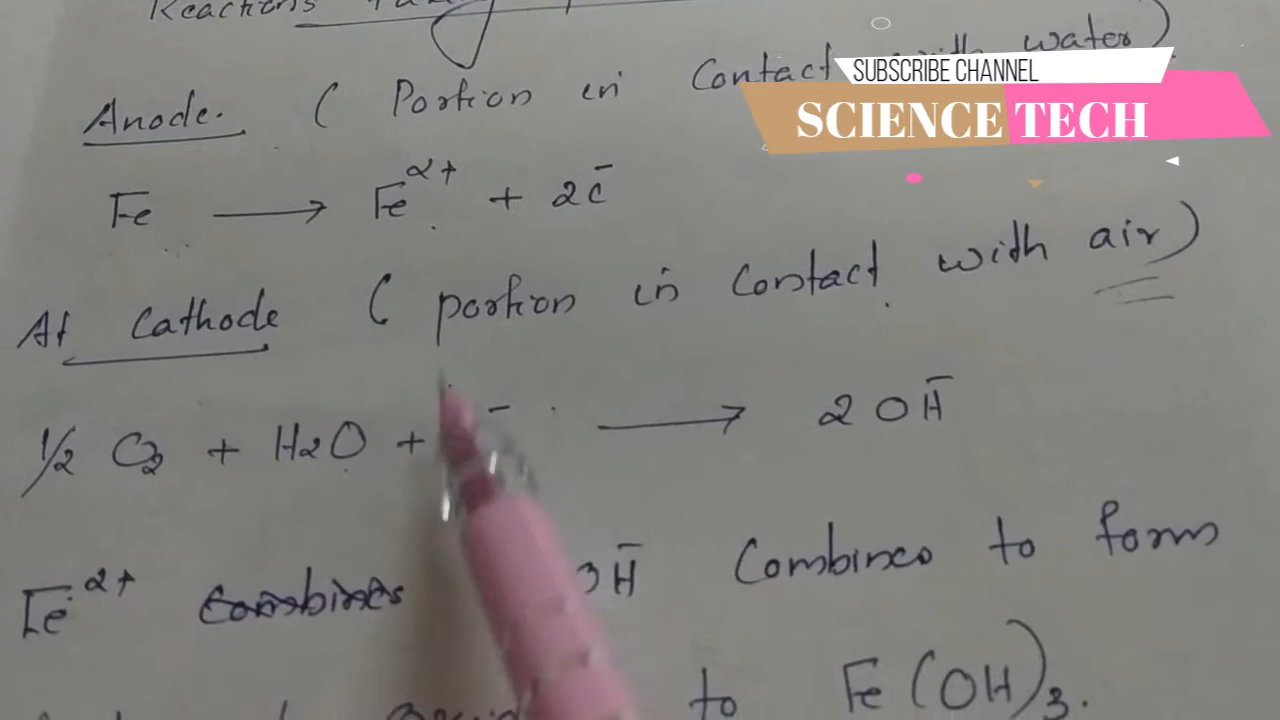 Reactions
Anode. (Portion in Contact with water)
SUBSCRIBE CHANNEL
SCIENCE TECH
Fe → Fe²⁺ + 2e⁻
At Cathode (portion in contact with air)
1/2 O2 + H2O + → 2OH⁻
Fe²⁺ combines OH⁻ Combines to form
to Fe(OH)3.